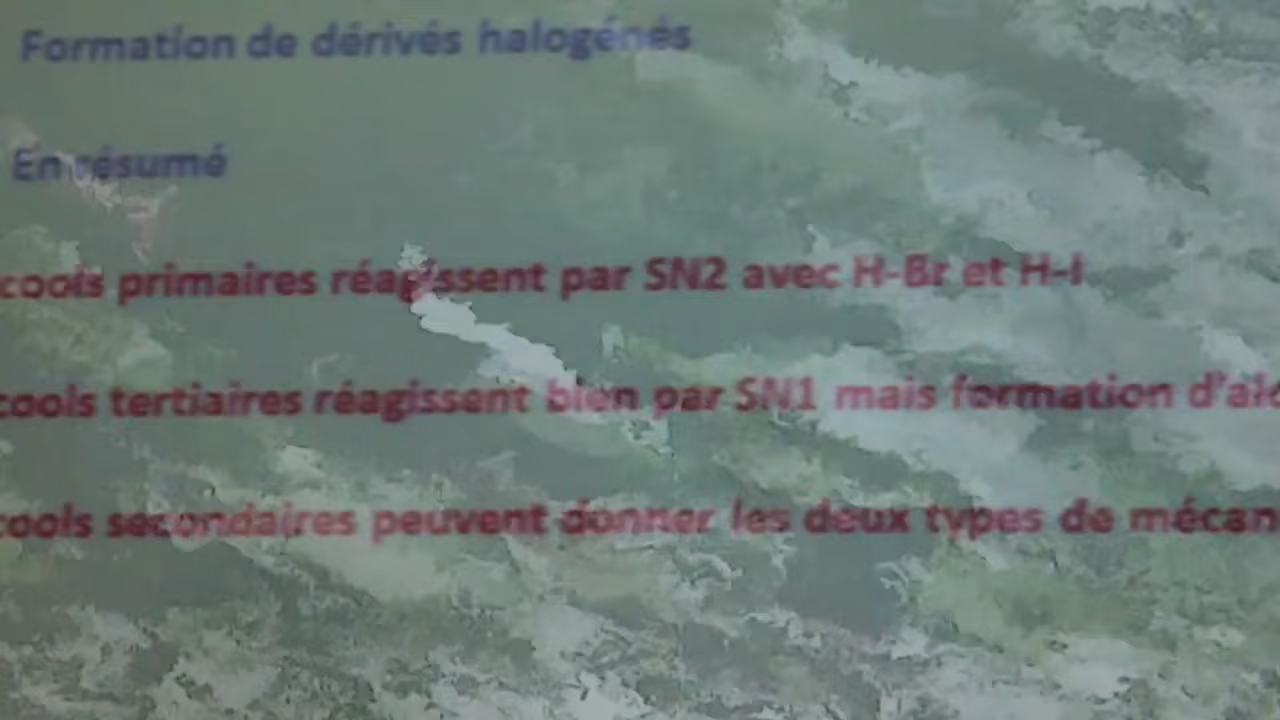 Formation de dérivés halogénés
En résumé
cools primaires réagissent par SN2 avec H-Br et H-I
cools tertiaires réagissent bien par SN1 mais formation d'alc
cools secondaires peuvent donner les deux types de mécan